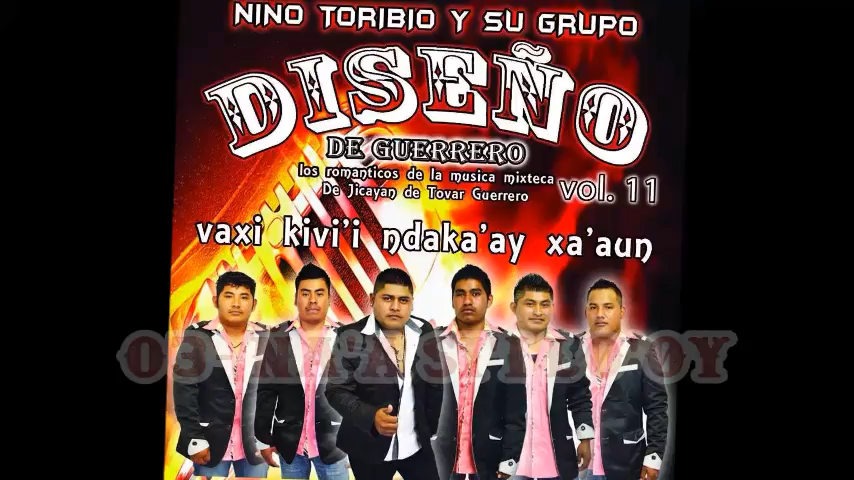 NINO TORIBIO Y SU GRUPO
DISEÑO
DE GUERRERO
los romanticos de la musica mixteca
De Jicayan de Tovar Guerrero
vol. 11
vaxi kivi'i ndaka'ay xa'aun
03-